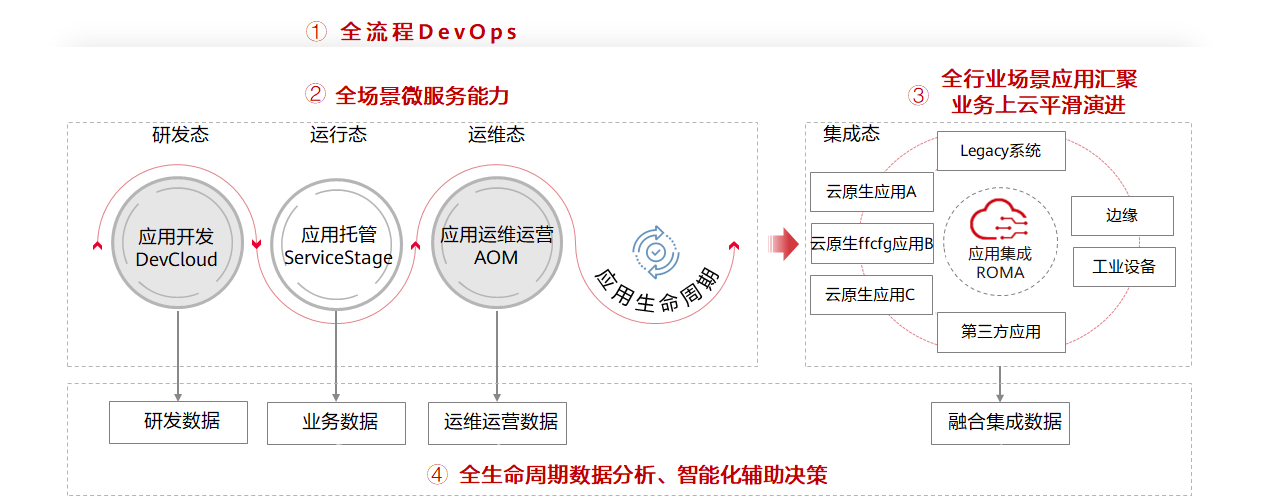 ① 全流程DevOps
② 全场景微服务能力
③ 全行业场景应用汇聚
业务上云平滑演进
研发态
运行态
运维态
应用开发
DevCloud
应用托管
ServiceStage
应用运维运营
AOM
应用生命周期
集成态
Legacy系统
云原生应用A
云原生ffcfg应用B
云原生应用C
应用集成
ROMA
边缘
工业设备
第三方应用
研发数据
业务数据
运维运营数据
融合集成数据
④ 全生命周期数据分析、智能化辅助决策